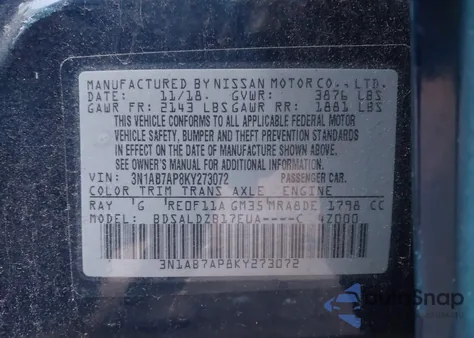 MANUFACTURED BY NISSAN MOTOR CO., LTD.
DATE: 11/18 GVWR: 3876 LBS
GAWR FR: 2143 LBS GAWR RR: 1881 LBS
THIS VEHICLE CONFORMS TO ALL APPLICABLE FEDERAL MOTOR
VEHICLE SAFETY, BUMPER AND THEFT PREVENTION STANDARDS
IN EFFECT ON THE DATE OF MANUFACTURE SHOWN ABOVE.
SEE OWNER'S MANUAL FOR ADDITIONAL INFORMATION.
VIN: 3N1AB7AP8KY273072 PASSENGER CAR.
COLOR TRIM TRANS AXLE ENGINE
RAY G RE0F11A GM35 MRA8DE 1798 CC
MODEL: BDSALDZB17EUA----C 42000
3N1AB7AP8KY273072
AutoSnap